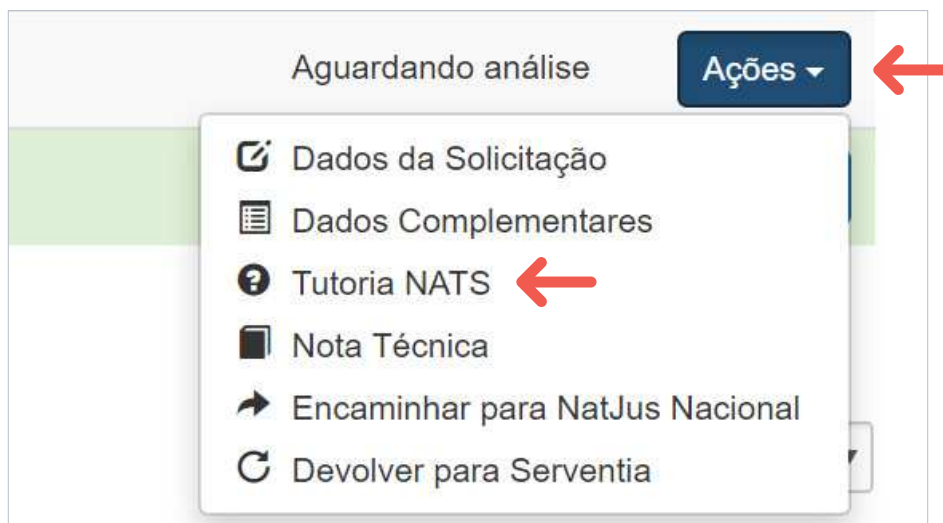 Aguardando análise
Ações
Dados da Solicitação
Dados Complementares
Tutoria NATS
Nota Técnica
Encaminhar para NatJus Nacional
Devolver para Serventia